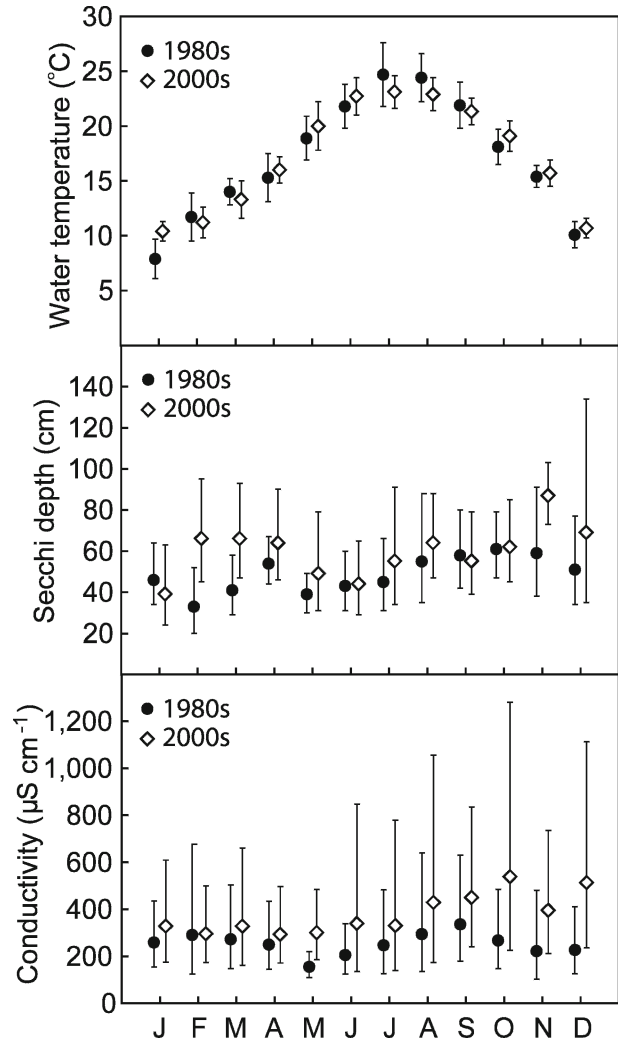 30
1980s
25
2000s
20
15
10
5
Water temperature (°C)
1980s
140
2000s
120
100
80
60
40
20
Secchi depth (cm)
1980s
1,200
2000s
1,000
800
600
400
200
0
Conductivity (µS cm⁻¹)
J F M A M J J A S O N D